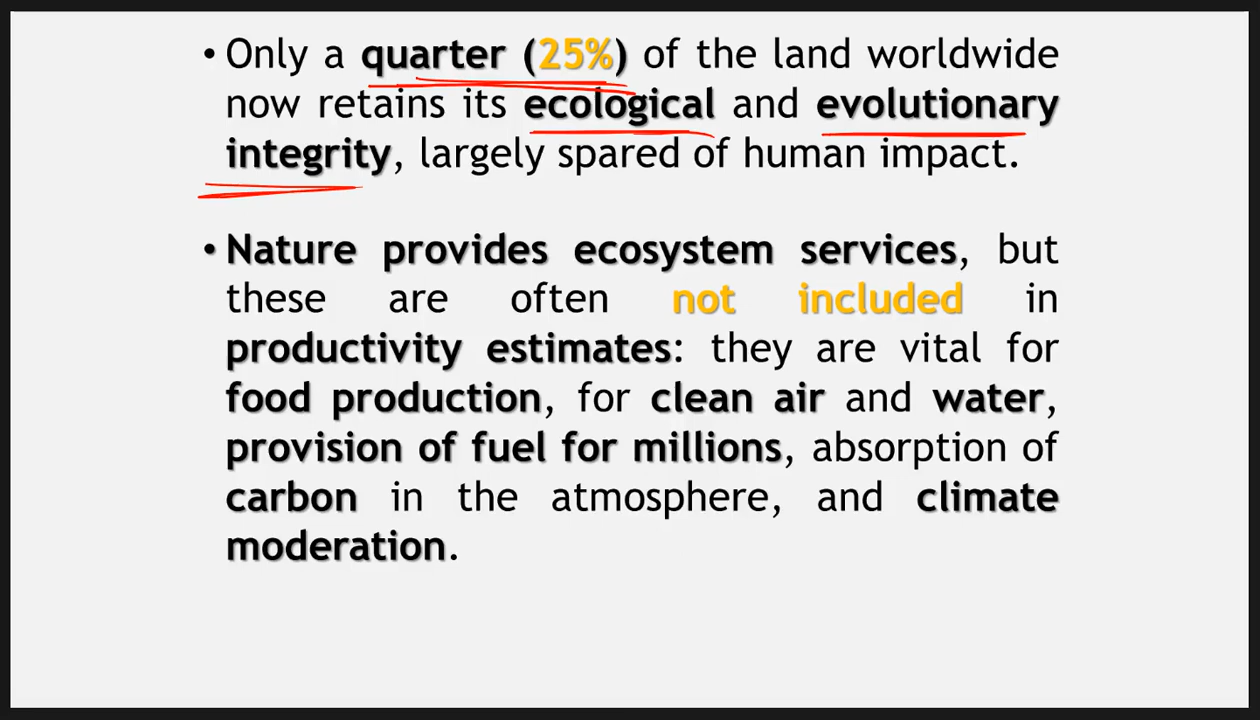 • Only a quarter (25%) of the land worldwide
now retains its ecological and evolutionary
integrity, largely spared of human impact.
• Nature provides ecosystem services, but
these are often not included in
productivity estimates: they are vital for
food production, for clean air and water,
provision of fuel for millions, absorption of
carbon in the atmosphere, and climate
moderation.